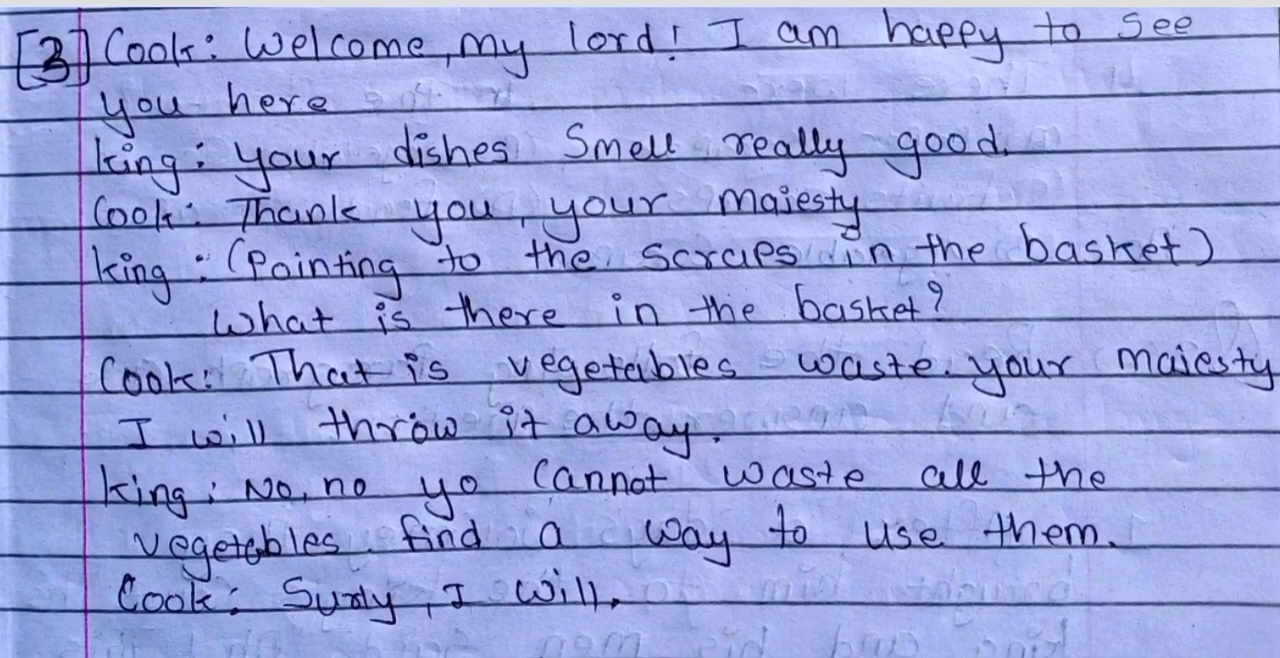 [3] Cook: Welcome, my lord! I am happy to see
you here
king: your dishes smell really good.
Cook: Thank you, your majesty
king: (Pointing to the scraps in the basket)
What is there in the basket?
Cook: That is vegetables waste. your majesty
I will throw it away.
king: No, no yo cannot waste all the
vegetables. find a way to use them.
Cook: Surly, I will.